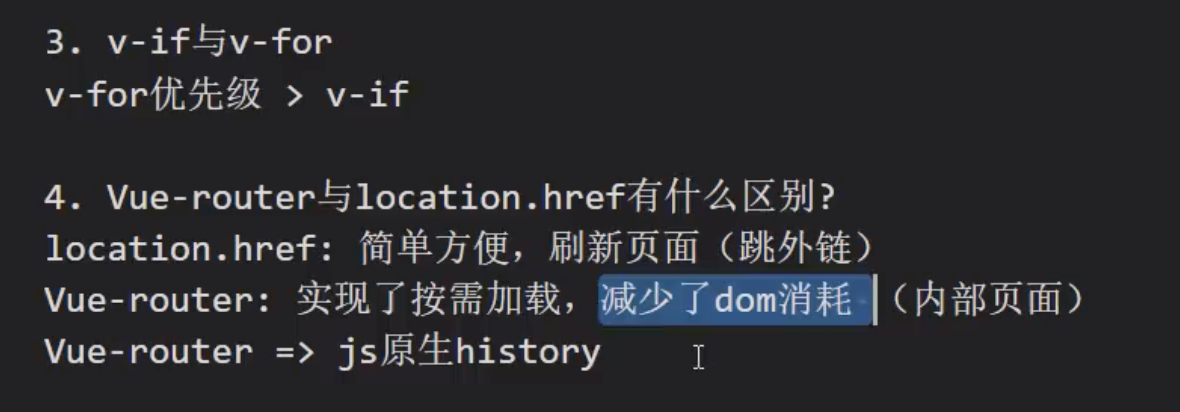 3. v-if与v-for
v-for优先级 > v-if
4. Vue-router与location.href有什么区别?
location.href: 简单方便，刷新页面（跳外链）
Vue-router: 实现了按需加载，减少了dom消耗 （内部页面）
Vue-router => js原生history